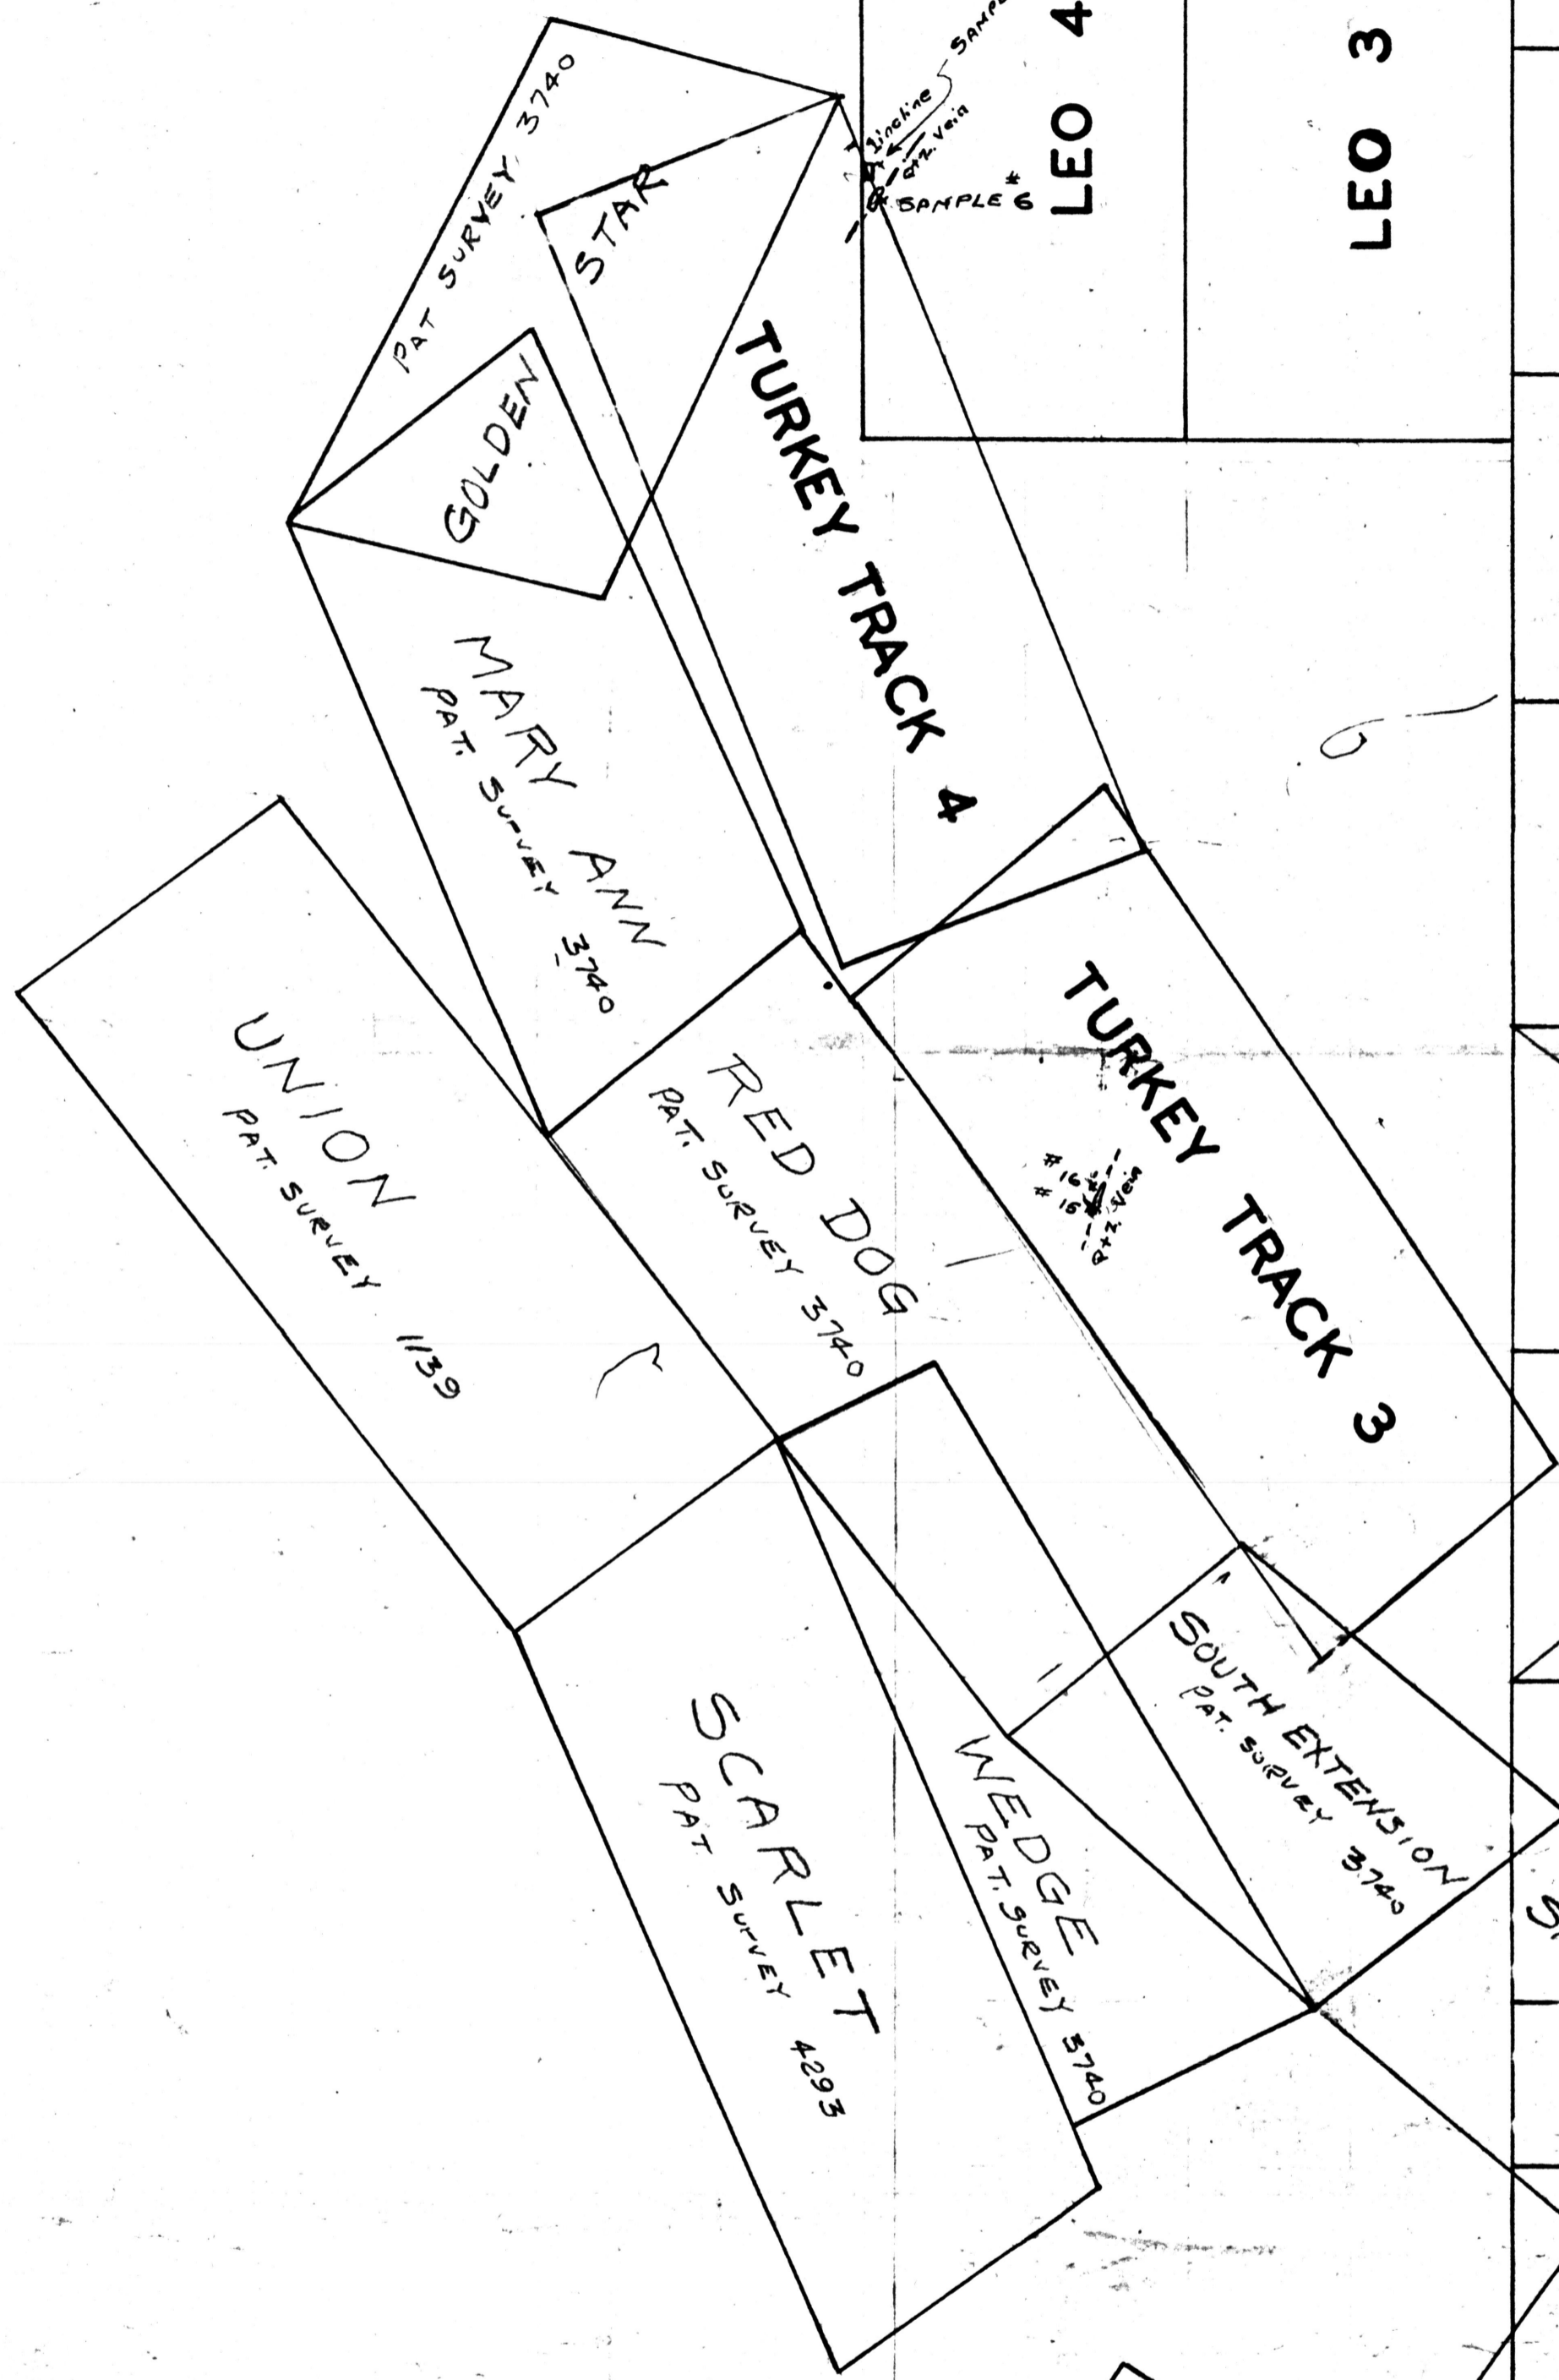 PAT SURVEY 3740
GOLDEN
STAR
Incline
qtz. vein
SAMPLE # 6
LEO 4
LEO 3
TURKEY TRACK 4
MARY ANN
PAT. SURVEY 3740
UNION
PAT. SURVEY 1139
RED DOG
PAT. SURVEY 3740
TURKEY TRACK 3
# 16
qtz. vein
SOUTH EXTENSION
PAT. SURVEY 3740
WEDGE
PAT. SURVEY 3740
SCARLET
PAT SURVEY 4293